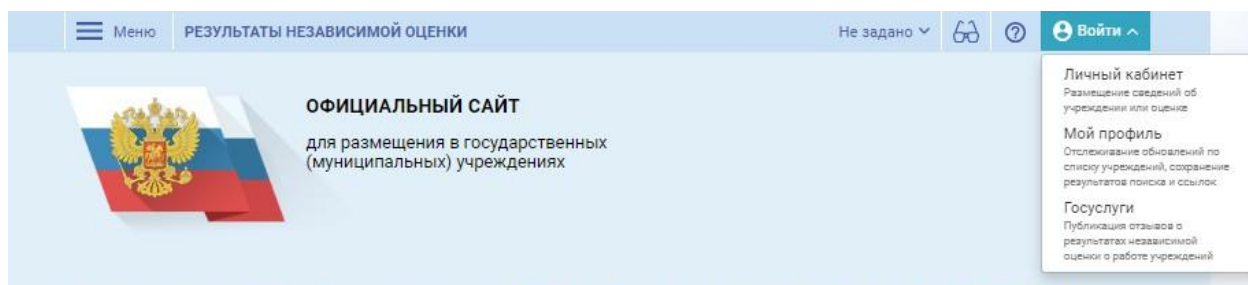 Меню
РЕЗУЛЬТАТЫ НЕЗАВИСИМОЙ ОЦЕНКИ
Не задано
Войти
ОФИЦИАЛЬНЫЙ САЙТ
для размещения в государственных
(муниципальных) учреждениях
Личный кабинет
Размещение сведений об
учреждении или оценке
Мой профиль
Отслеживание обновлений по
списку учреждений, сохранение
результатов поиска и ссылок
Госуслуги
Публикация отзывов о
результатах независимой
оценки о работе учреждений